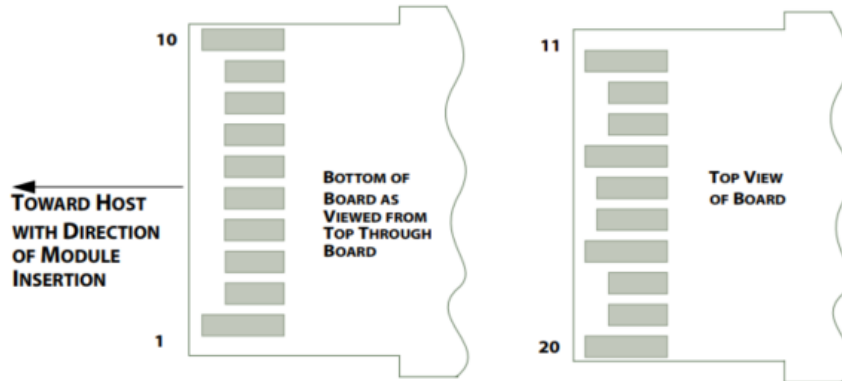 10
TOWARD HOST
WITH DIRECTION
OF MODULE
INSERTION
1
BOTTOM OF
BOARD AS
VIEWED FROM
TOP THROUGH
BOARD
11
TOP VIEW
OF BOARD
20